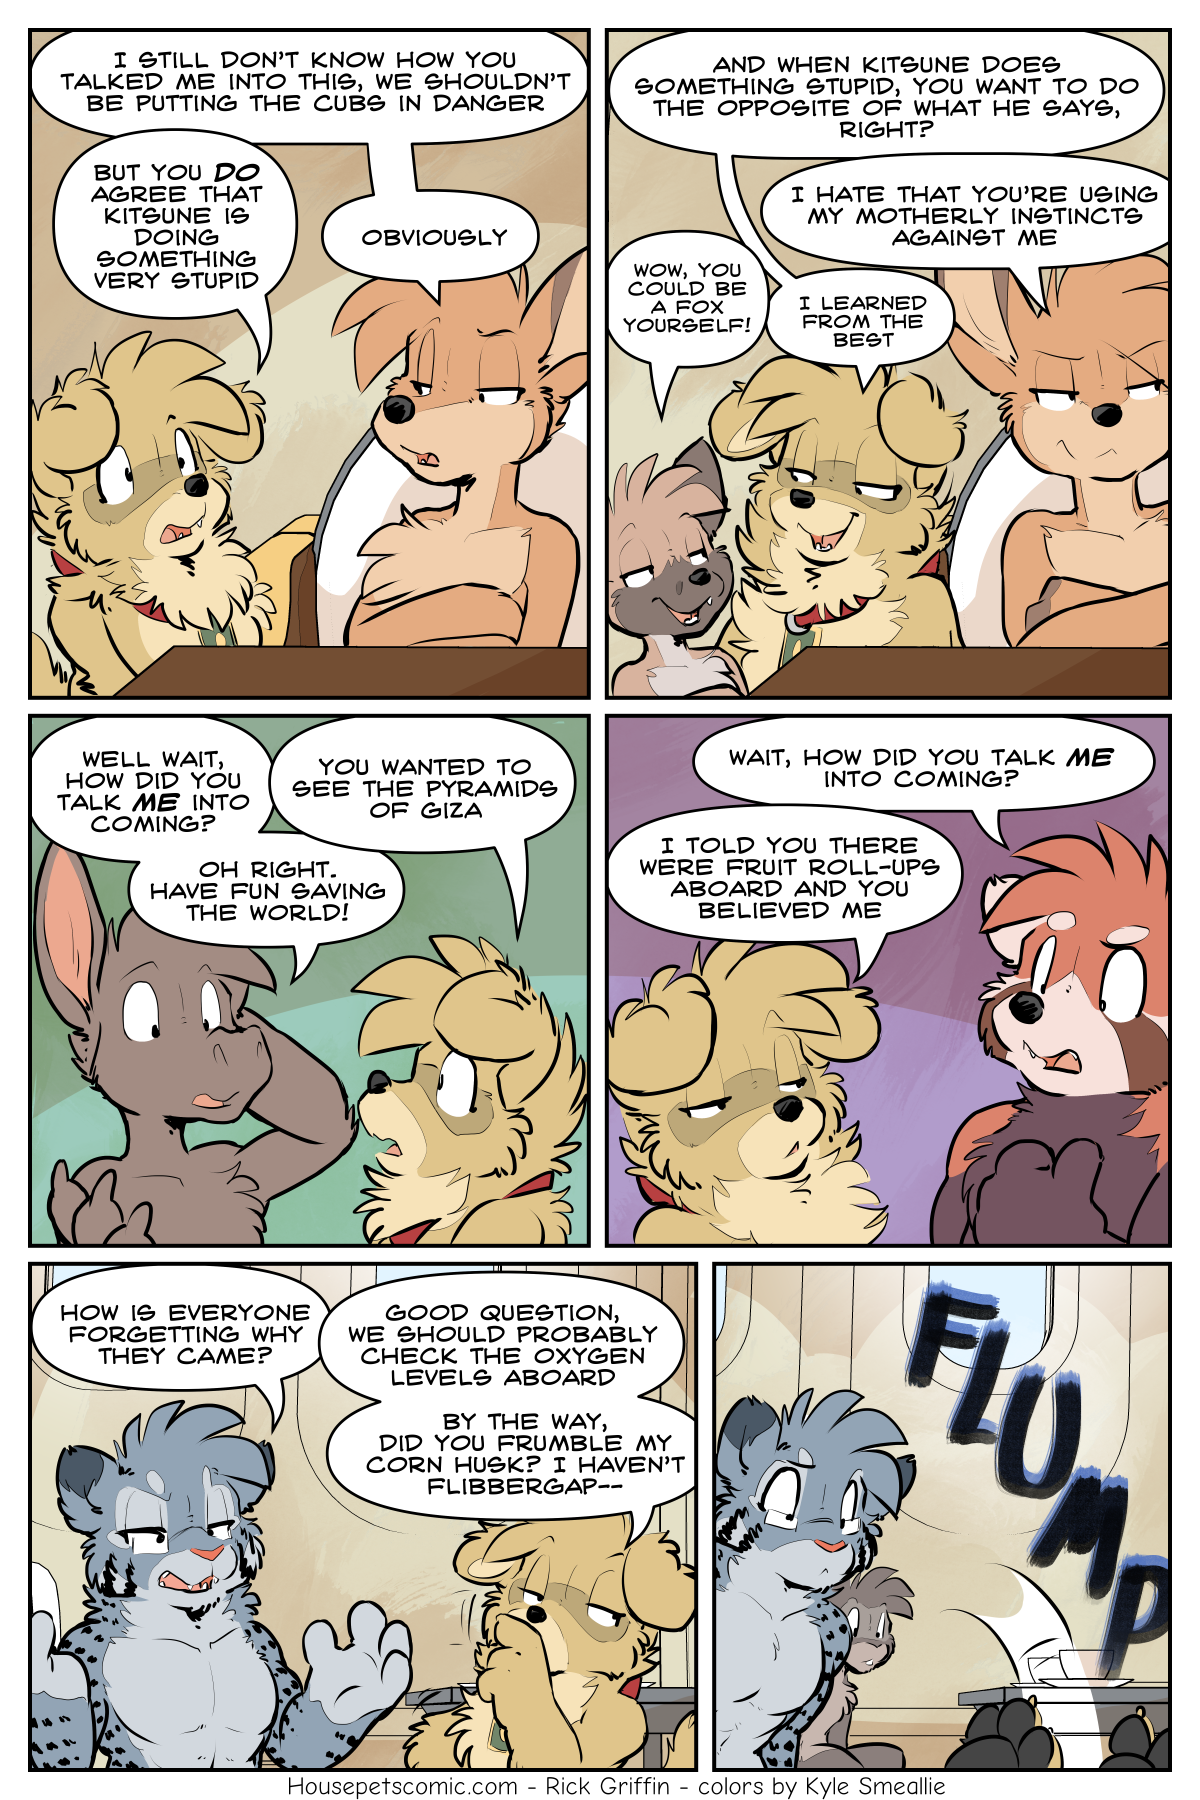 I STILL DON'T KNOW HOW YOU
TALKED ME INTO THIS, WE SHOULDN'T
BE PUTTING THE CUBS IN DANGER
BUT YOU DO
AGREE THAT
KITSUNE IS
DOING
SOMETHING
VERY STUPID
OBVIOUSLY
AND WHEN KITSUNE DOES
SOMETHING STUPID, YOU WANT TO DO
THE OPPOSITE OF WHAT HE SAYS,
RIGHT?
I HATE THAT YOU'RE USING
MY MOTHERLY INSTINCTS
AGAINST ME
WOW, YOU
COULD BE
A FOX
YOURSELF!
I LEARNED
FROM THE
BEST
WELL WAIT,
HOW DID YOU
TALK ME INTO
COMING?
YOU WANTED TO
SEE THE PYRAMIDS
OF GIZA
OH RIGHT.
HAVE FUN SAVING
THE WORLD!
WAIT, HOW DID YOU TALK ME
INTO COMING?
I TOLD YOU THERE
WERE FRUIT ROLL-UPS
ABOARD AND YOU
BELIEVED ME
HOW IS EVERYONE
FORGETTING WHY
THEY CAME?
GOOD QUESTION,
WE SHOULD PROBABLY
CHECK THE OXYGEN
LEVELS ABOARD
BY THE WAY,
DID YOU FRUMBLE MY
CORN HUSK? I HAVEN'T
FLIBBERGAP--
FLUMP
Housepetscomic.com - Rick Griffin - colors by Kyle Smeallie